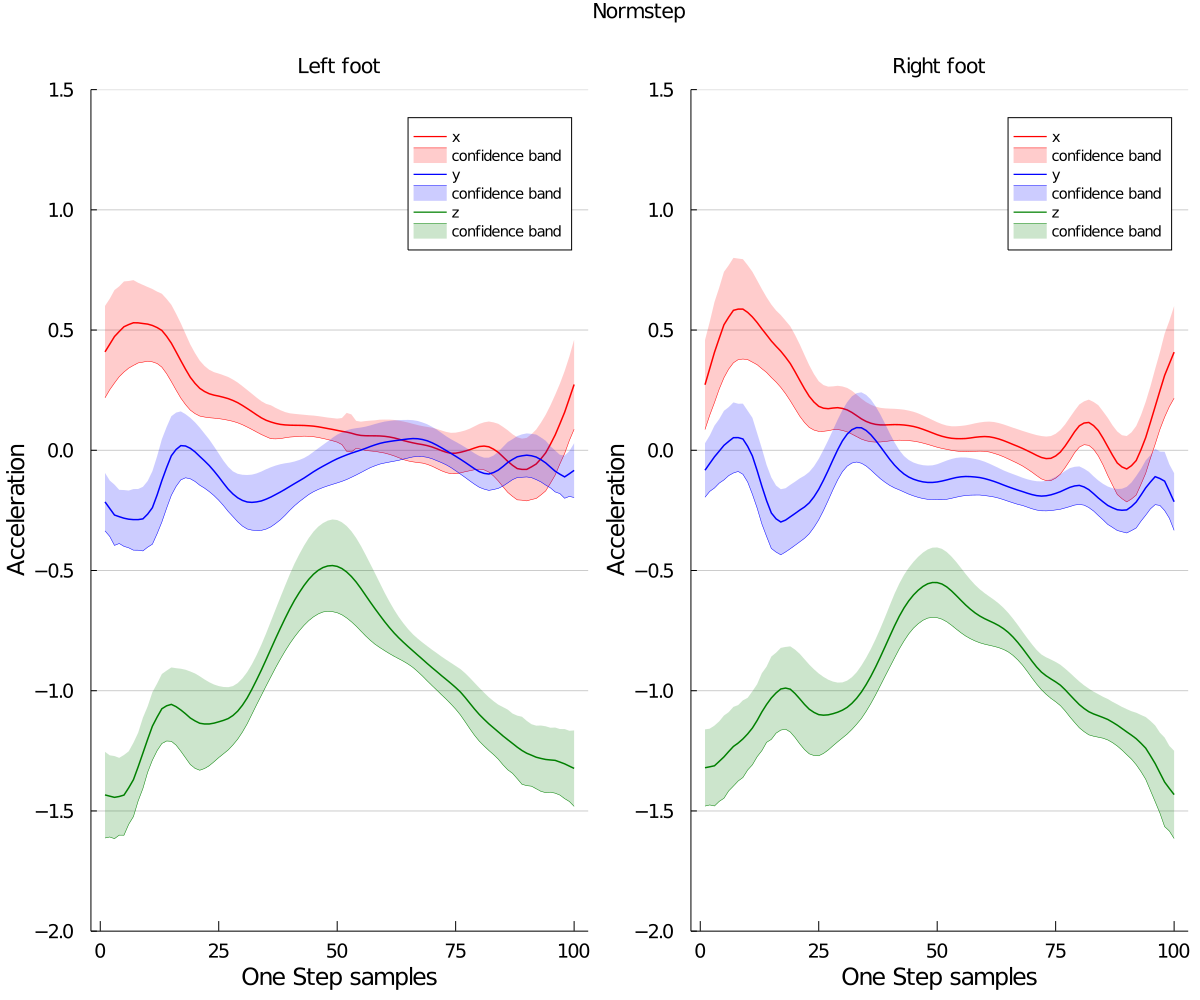 Normstep
Left foot
1.5
1.0
0.5
0.0
−0.5
−1.0
−1.5
−2.0
Acceleration
x
confidence band
y
confidence band
z
confidence band
0
25
50
75
100
One Step samples
Right foot
1.5
1.0
0.5
0.0
−0.5
−1.0
−1.5
−2.0
Acceleration
x
confidence band
y
confidence band
z
confidence band
0
25
50
75
100
One Step samples